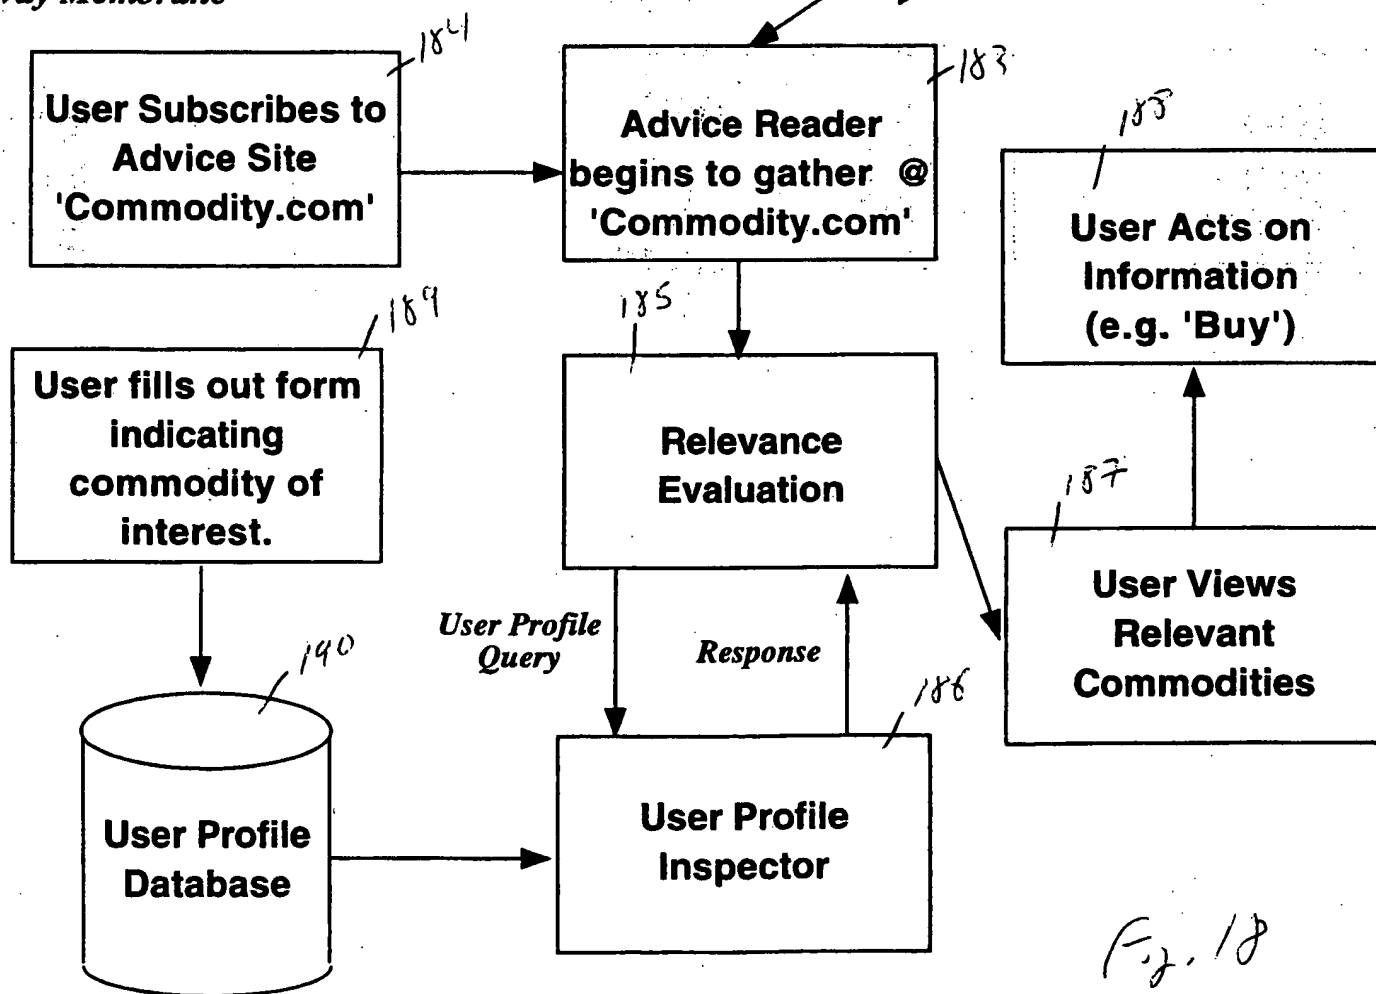 184
User Subscribes to
Advice Site
'Commodity.com'
183
Advice Reader
begins to gather @
'Commodity.com'
188
User Acts on
Information
(e.g. 'Buy')
189
User fills out form
indicating
commodity of
interest.
185
Relevance
Evaluation
187
User Views
Relevant
Commodities
User Profile
Query
Response
190
User Profile
Database
186
User Profile
Inspector
Fig. 18